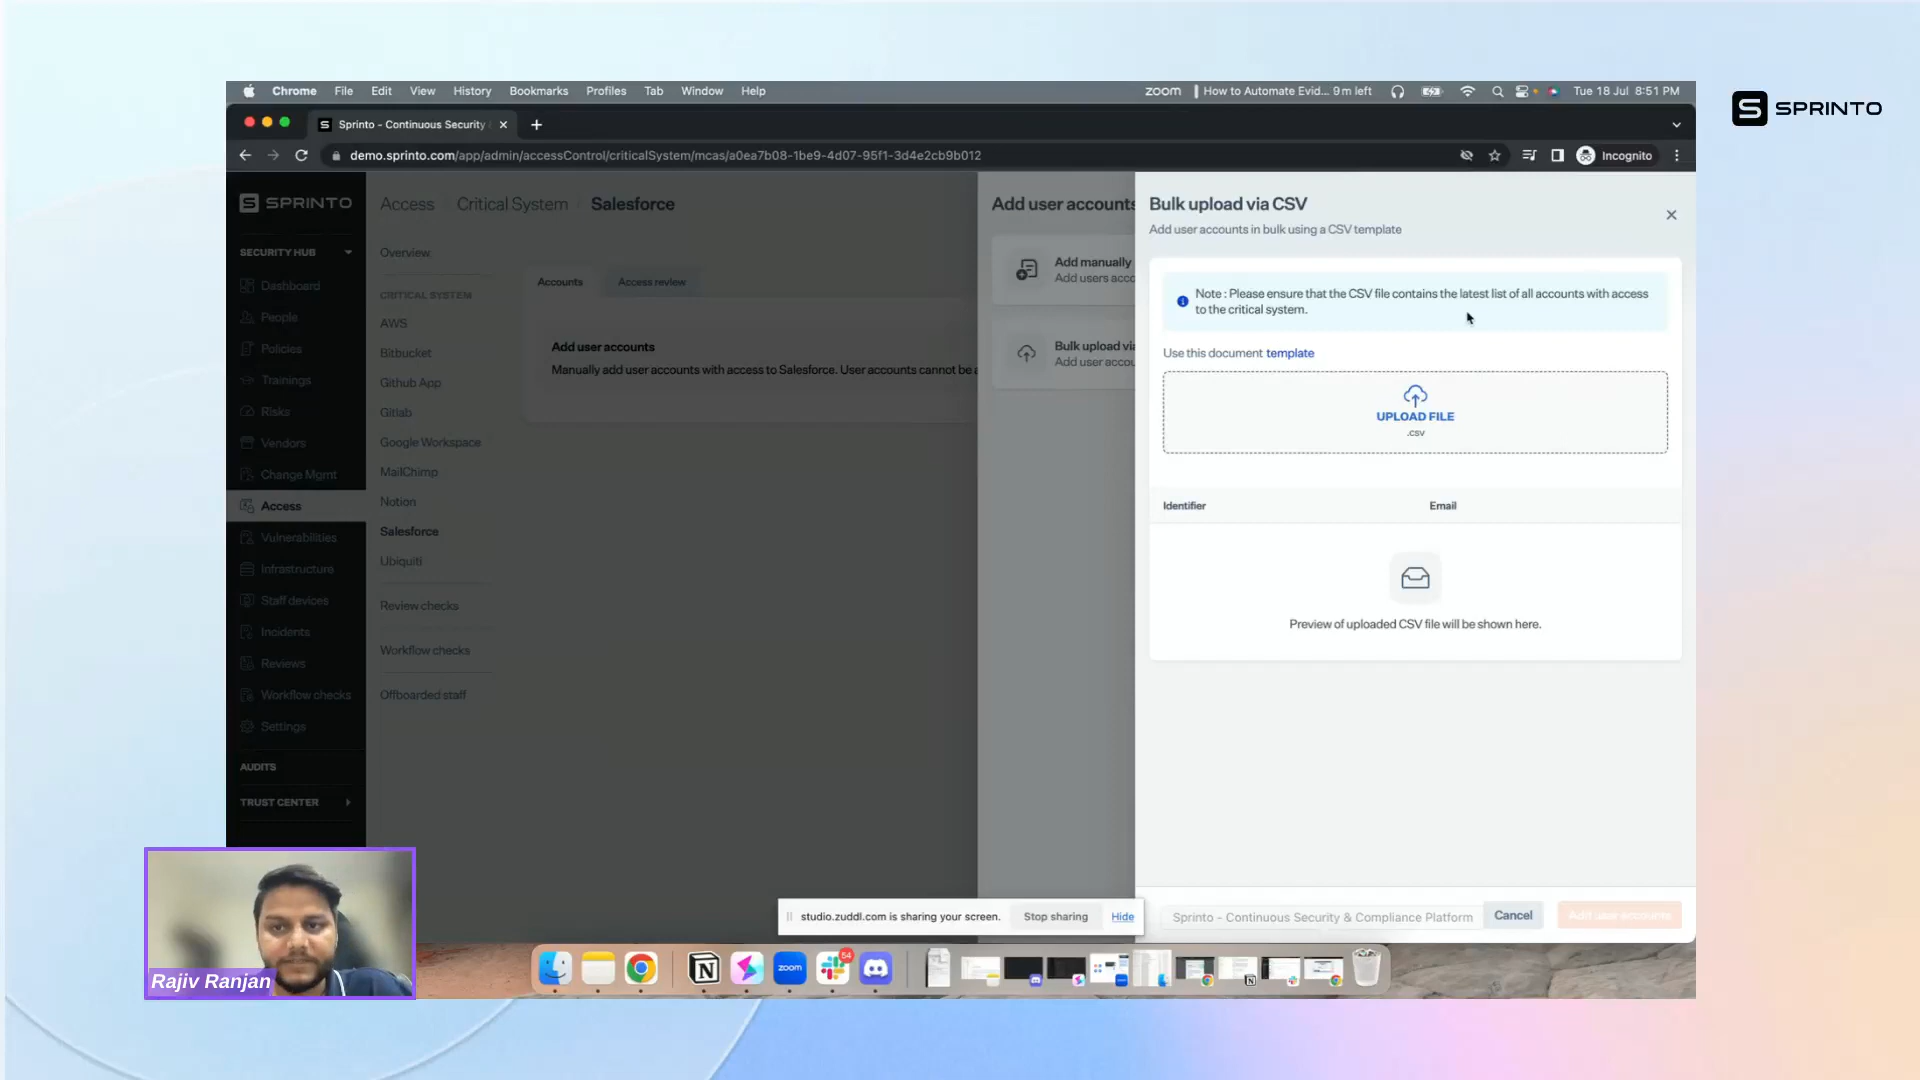 Chrome File Edit View History Bookmarks Profiles Tab Window Help
zoom How to Automate Evid... 9 m left Tue 18 Jul 8:51 PM
S SPRINTO
S Sprinto - Continuous Security
demo.sprinto.com/app/admin/accessControl/criticalSystem/mcas/a0ea7b08-1be9-4d07-95f1-3d4e2cb9b012
Incognito
S SPRINTO
SECURITY HUB
Dashboard
People
Policies
Trainings
Risks
Vendors
Change Mgmt
Access
Vulnerabilities
Infrastructure
Staff devices
Incidents
Reviews
Workflow checks
Settings
AUDITS
TRUST CENTER
Access Critical System Salesforce
Overview
CRITICAL SYSTEM
AWS
Bitbucket
Github App
Gitlab
Google Workspace
MailChimp
Notion
Salesforce
Ubiquiti
Review checks
Workflow checks
Offboarded staff
Accounts Access review
Add user accounts
Manually add user accounts with access to Salesforce. User accounts cannot be a
Add user accounts
Add manually
Add users acco
Bulk upload via
Add user accou
Bulk upload via CSV
Add user accounts in bulk using a CSV template
Note : Please ensure that the CSV file contains the latest list of all accounts with access
to the critical system.
Use this document template
UPLOAD FILE
.csv
Identifier Email
Preview of uploaded CSV file will be shown here.
Sprinto - Continuous Security & Compliance Platform
Cancel
Add user accounts
studio.zuddl.com is sharing your screen. Stop sharing Hide
N
zoom
54
Rajiv Ranjan